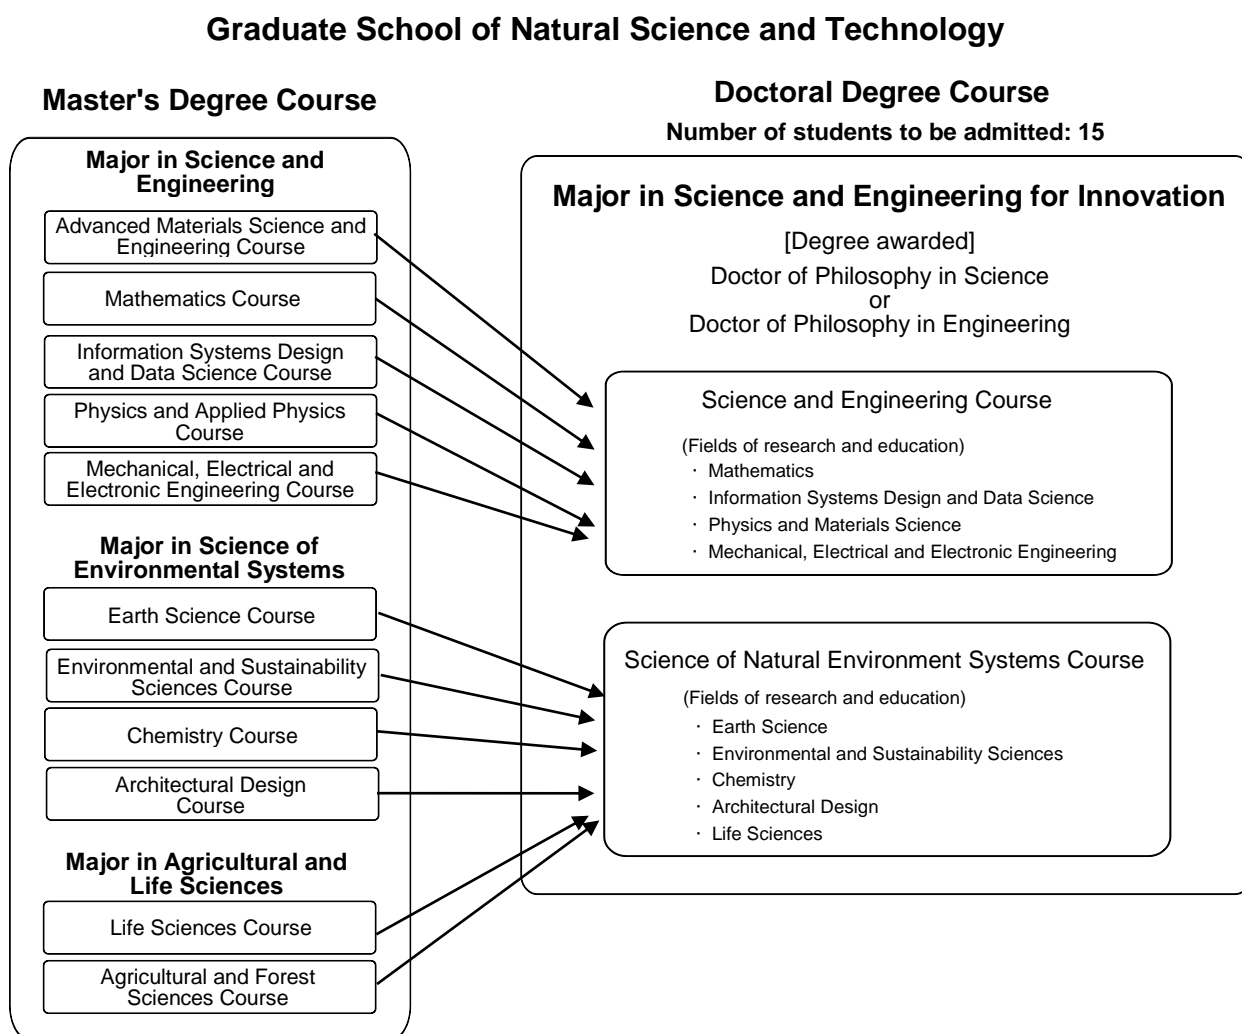 Graduate School of Natural Science and Technology
Master's Degree Course
Major in Science and
Engineering
Advanced Materials Science and
Engineering Course
Mathematics Course
Information Systems Design
and Data Science Course
Physics and Applied Physics
Course
Mechanical, Electrical and
Electronic Engineering Course
Major in Science of
Environmental Systems
Earth Science Course
Environmental and Sustainability
Sciences Course
Chemistry Course
Architectural Design
Course
Major in Agricultural and
Life Sciences
Life Sciences Course
Agricultural and Forest
Sciences Course
Doctoral Degree Course
Number of students to be admitted: 15
Major in Science and Engineering for Innovation
[Degree awarded]
Doctor of Philosophy in Science
or
Doctor of Philosophy in Engineering
Science and Engineering Course
(Fields of research and education)
・ Mathematics
・ Information Systems Design and Data Science
・ Physics and Materials Science
・ Mechanical, Electrical and Electronic Engineering
Science of Natural Environment Systems Course
(Fields of research and education)
・ Earth Science
・ Environmental and Sustainability Sciences
・ Chemistry
・ Architectural Design
・ Life Sciences